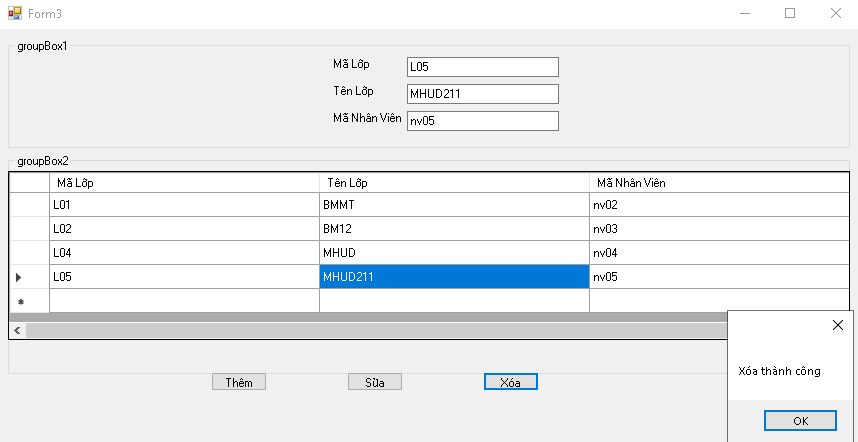 Form3
groupBox1
Mã Lớp L05
Tên Lớp MHUD211
Mã Nhân Viên nv05
groupBox2
Mã Lớp Tên Lớp Mã Nhân Viên
L01 BMMT nv02
L02 BM12 nv03
L04 MHUD nv04
L05 MHUD211 nv05
Xóa thành công
Thêm Sửa Xóa
OK